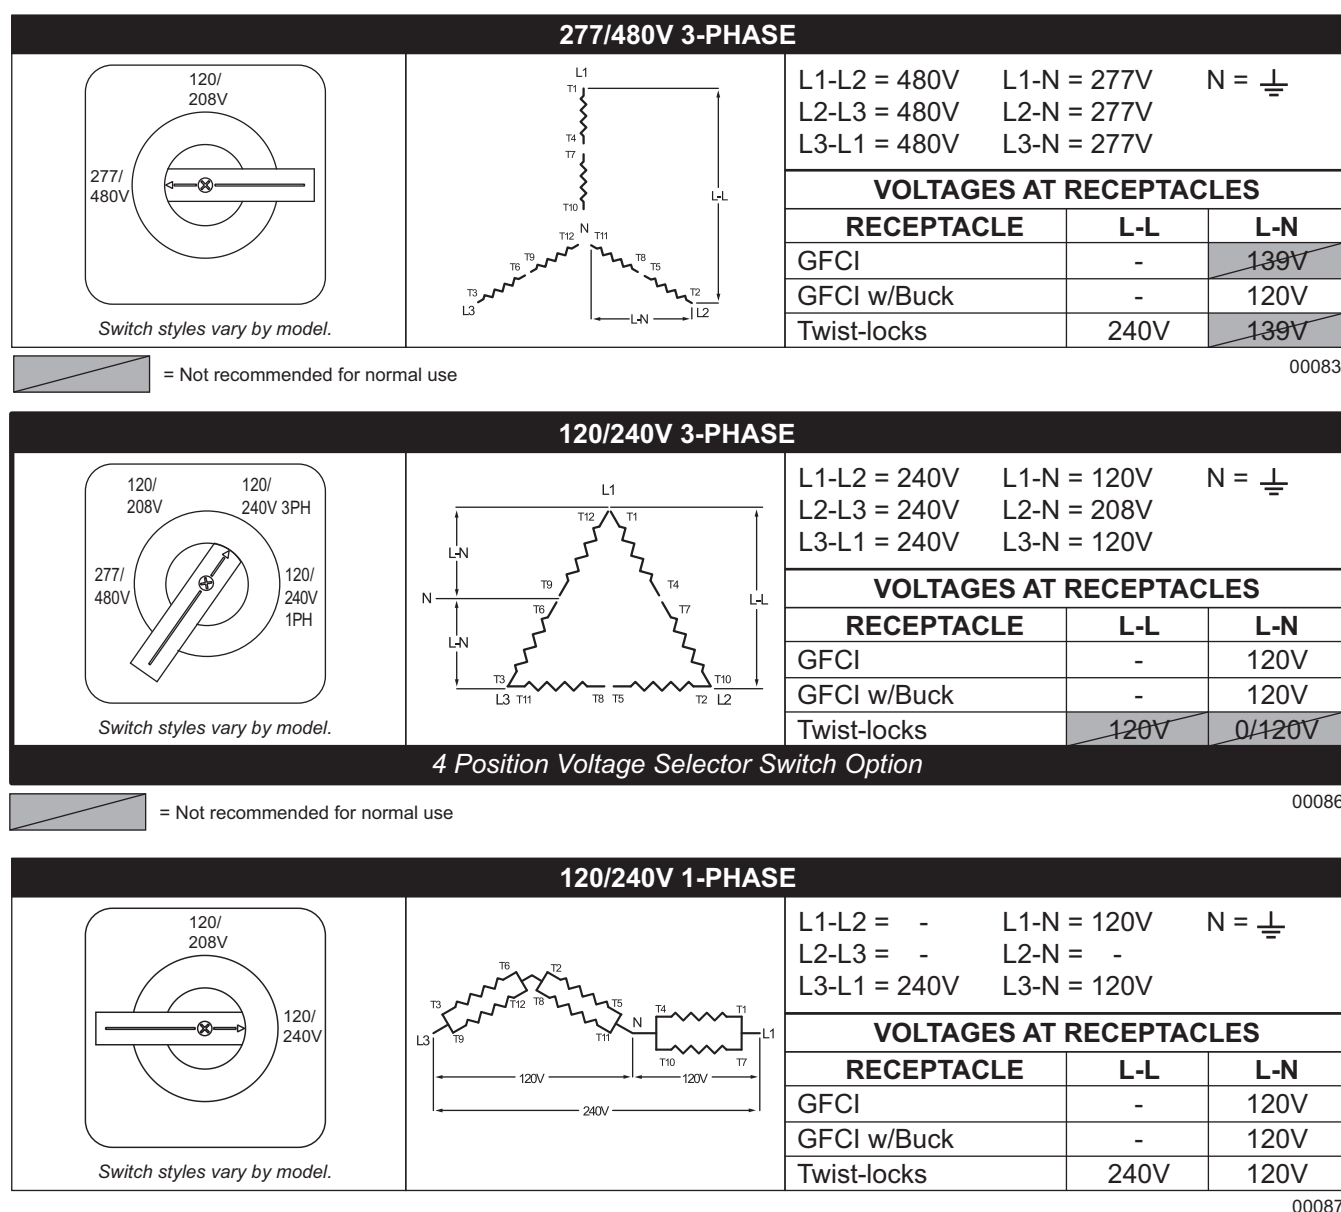 277/480V 3-PHASE
120/
208V
277/
480V
Switch styles vary by model.
L1
T1
T4
T7
T10
N
T12
T11
T9
T6
T3
L3
T8
T5
T2
L2
L-L
L-N
L1-L2 = 480V L1-N = 277V N =
L2-L3 = 480V L2-N = 277V
L3-L1 = 480V L3-N = 277V
VOLTAGES AT RECEPTACLES
RECEPTACLE L-L L-N
GFCI - 139V
GFCI w/Buck - 120V
Twist-locks 240V 139V
= Not recommended for normal use
00083
120/240V 3-PHASE
120/
208V
120/
240V 3PH
277/
480V
120/
240V
1PH
Switch styles vary by model.
L1
T12 T1
L-N
T9 T4
N
L-L
T6 T7
L-N
T3 T10
L3 T11 T8 T5 T2 L2
L1-L2 = 240V L1-N = 120V N =
L2-L3 = 240V L2-N = 208V
L3-L1 = 240V L3-N = 120V
VOLTAGES AT RECEPTACLES
RECEPTACLE L-L L-N
GFCI - 120V
GFCI w/Buck - 120V
Twist-locks 120V 0/120V
4 Position Voltage Selector Switch Option
= Not recommended for normal use
00086
120/240V 1-PHASE
120/
208V
120/
240V
Switch styles vary by model.
T6 T2
T3 T12 T8 T5 T4 T1
N
L3 T9 T11 L1
T10 T7
120V 120V
240V
L1-L2 = - L1-N = 120V N =
L2-L3 = - L2-N = -
L3-L1 = 240V L3-N = 120V
VOLTAGES AT RECEPTACLES
RECEPTACLE L-L L-N
GFCI - 120V
GFCI w/Buck - 120V
Twist-locks 240V 120V
00087